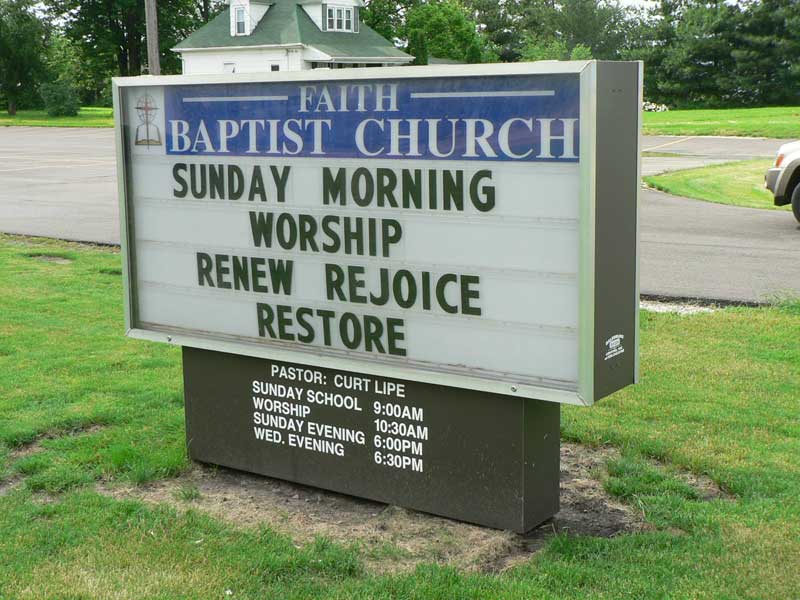 FAITH
BAPTIST CHURCH
SUNDAY MORNING
WORSHIP
RENEW REJOICE
RESTORE
PASTOR: CURT LIPE
SUNDAY SCHOOL 9:00AM
WORSHIP 10:30AM
SUNDAY EVENING 6:00PM
WED. EVENING 6:30PM